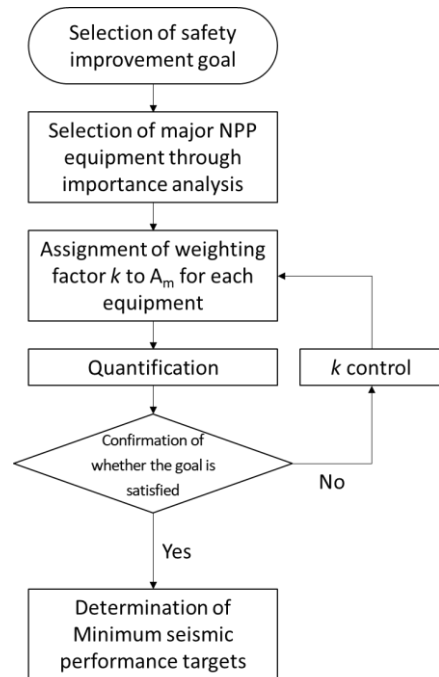 Selection of safety
improvement goal
Selection of major NPP
equipment through
importance analysis
Assignment of weighting
factor k to Am for each
equipment
Quantification
k control
Confirmation of
whether the goal is
satisfied
No
Yes
Determination of
Minimum seismic
performance targets